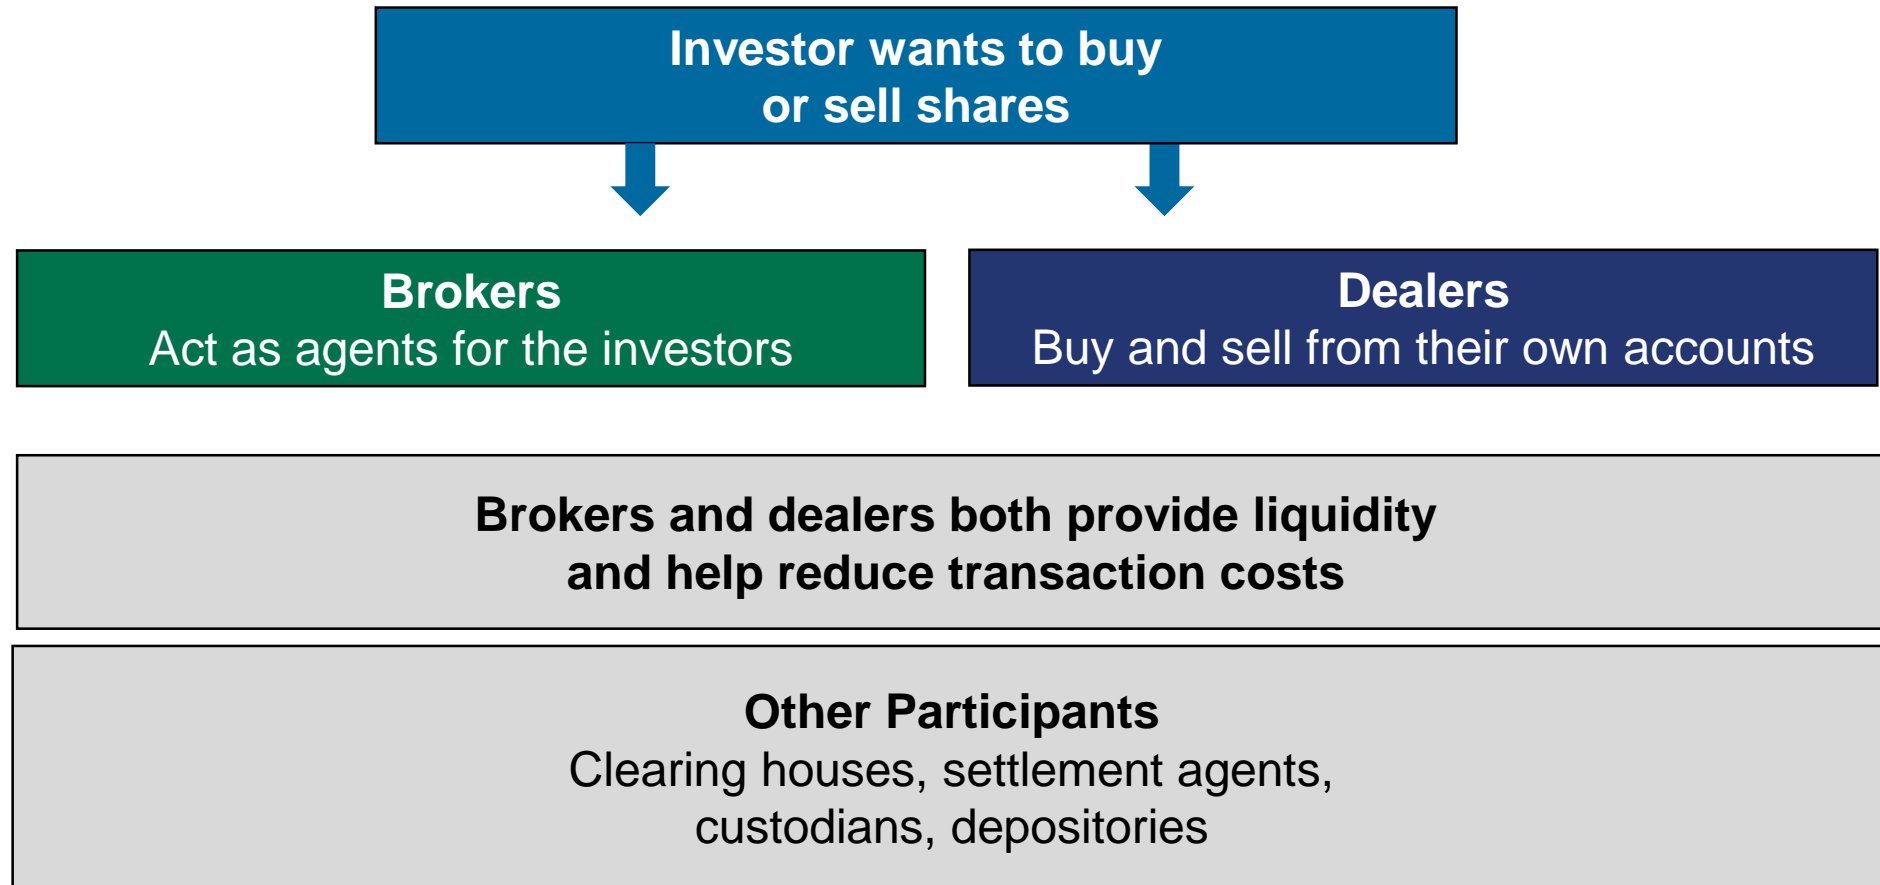 Investor wants to buy
or sell shares
Brokers
Act as agents for the investors
Dealers
Buy and sell from their own accounts
Brokers and dealers both provide liquidity
and help reduce transaction costs
Other Participants
Clearing houses, settlement agents,
custodians, depositories